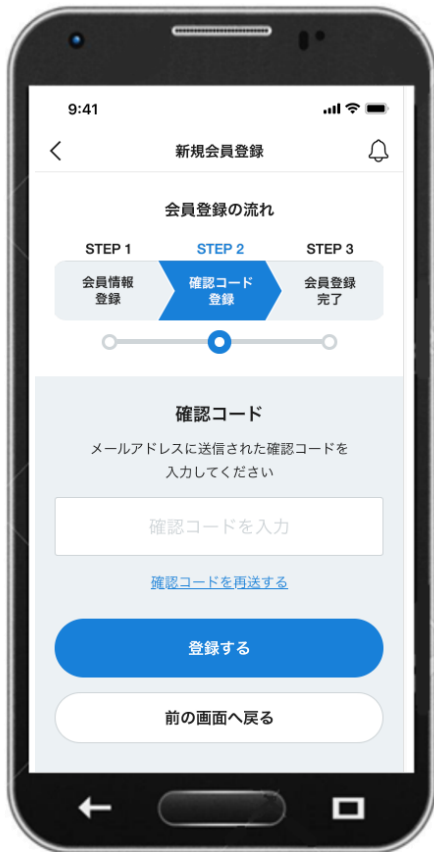 9:41
新規会員登録
会員登録の流れ
STEP 1
STEP 2
STEP 3
会員情報
登録
確認コード
登録
会員登録
完了
確認コード
メールアドレスに送信された確認コードを
入力してください
確認コードを入力
確認コードを再送する
登録する
前の画面へ戻る